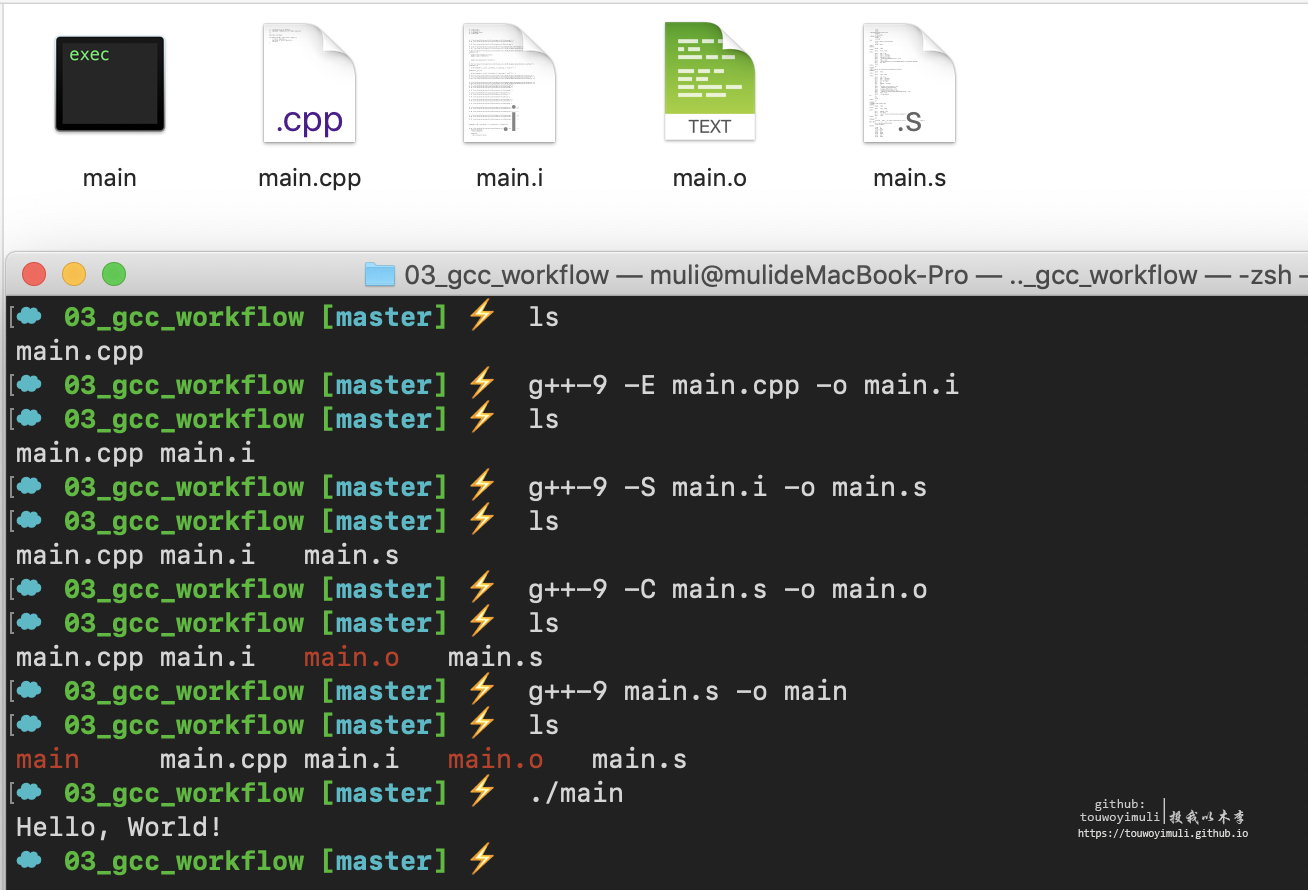 exec
.cpp
.i
TEXT
.s
main
main.cpp
main.i
main.o
main.s
03_gcc_workflow — muli@mulideMacBook-Pro — .._gcc_workflow — -zsh –
[ 03_gcc_workflow [master] ⚡ ls
main.cpp
[ 03_gcc_workflow [master] ⚡ g++-9 -E main.cpp -o main.i
[ 03_gcc_workflow [master] ⚡ ls
main.cpp main.i
[ 03_gcc_workflow [master] ⚡ g++-9 -S main.i -o main.s
[ 03_gcc_workflow [master] ⚡ ls
main.cpp main.i main.s
[ 03_gcc_workflow [master] ⚡ g++-9 -C main.s -o main.o
[ 03_gcc_workflow [master] ⚡ ls
main.cpp main.i main.o main.s
[ 03_gcc_workflow [master] ⚡ g++-9 main.s -o main
[ 03_gcc_workflow [master] ⚡ ls
main main.cpp main.i main.o main.s
[ 03_gcc_workflow [master] ⚡ ./main
Hello, World!
03_gcc_workflow [master] ⚡
github:
touwoyimuli
投我以木李
https://touwoyimuli.github.io